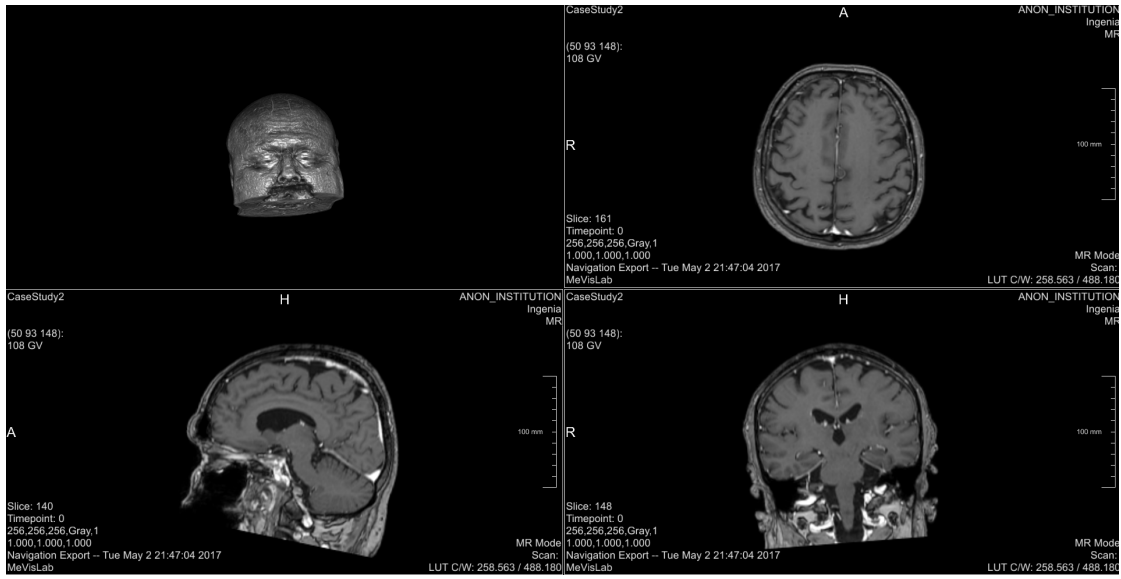 CaseStudy2
ANON_INSTITUTION
A
Ingenia
MR
(50 93 148):
108 GV
R
100 mm
Slice: 161
Timepoint: 0
256,256,256,Gray,1
1.000,1.000,1.000
MR Mode
Navigation Export -- Tue May 2 21:47:04 2017
Scan:
MeVisLab
LUT C/W: 258.563 / 488.180
CaseStudy2
ANON_INSTITUTION
H
Ingenia
MR
(50 93 148):
108 GV
A
100 mm
Slice: 140
Timepoint: 0
256,256,256,Gray,1
1.000,1.000,1.000
MR Mode
Navigation Export -- Tue May 2 21:47:04 2017
Scan:
MeVisLab
LUT C/W: 258.563 / 488.180
CaseStudy2
ANON_INSTITUTION
H
Ingenia
MR
(50 93 148):
108 GV
R
100 mm
Slice: 148
Timepoint: 0
256,256,256,Gray,1
1.000,1.000,1.000
MR Mode
Navigation Export -- Tue May 2 21:47:04 2017
Scan:
MeVisLab
LUT C/W: 258.563 / 488.180